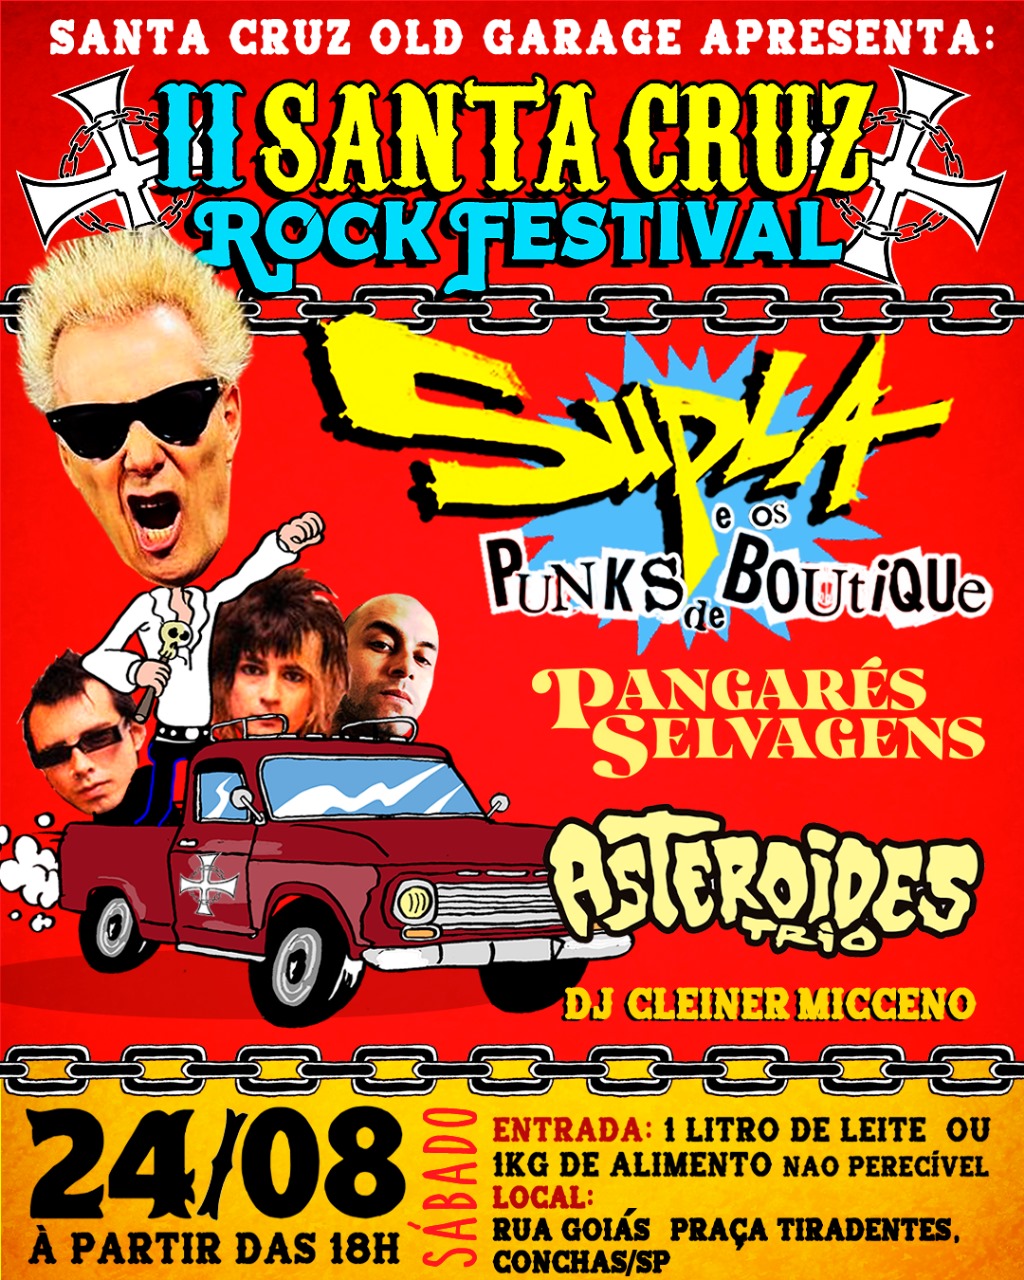 SANTA CRUZ OLD GARAGE APRESENTA:
II SANTA CRUZ
ROCK FESTIVAL
SUPLA
e os
PUNKS de BOUtiQUe
PANGARÉS
SELVAGENS
ASTEROIDES
TRIO
DJ CLEINER MICCENO
24/08
À PARTIR DAS 18H
SÁBADO
ENTRADA: 1 LITRO DE LEITE OU
1KG DE ALIMENTO NAO PERECÍVEL
LOCAL:
RUA GOIÁS PRAÇA TIRADENTES,
CONCHAS/SP